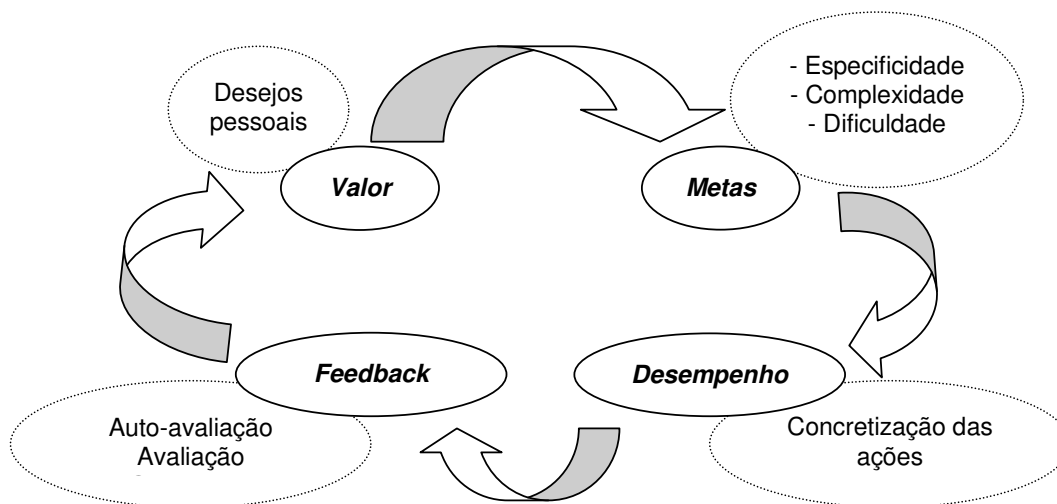 Desejos
pessoais
Valor
- Especificidade
- Complexidade
- Dificuldade
Metas
Feedback
Auto-avaliação
Avaliação
Desempenho
Concretização das
ações